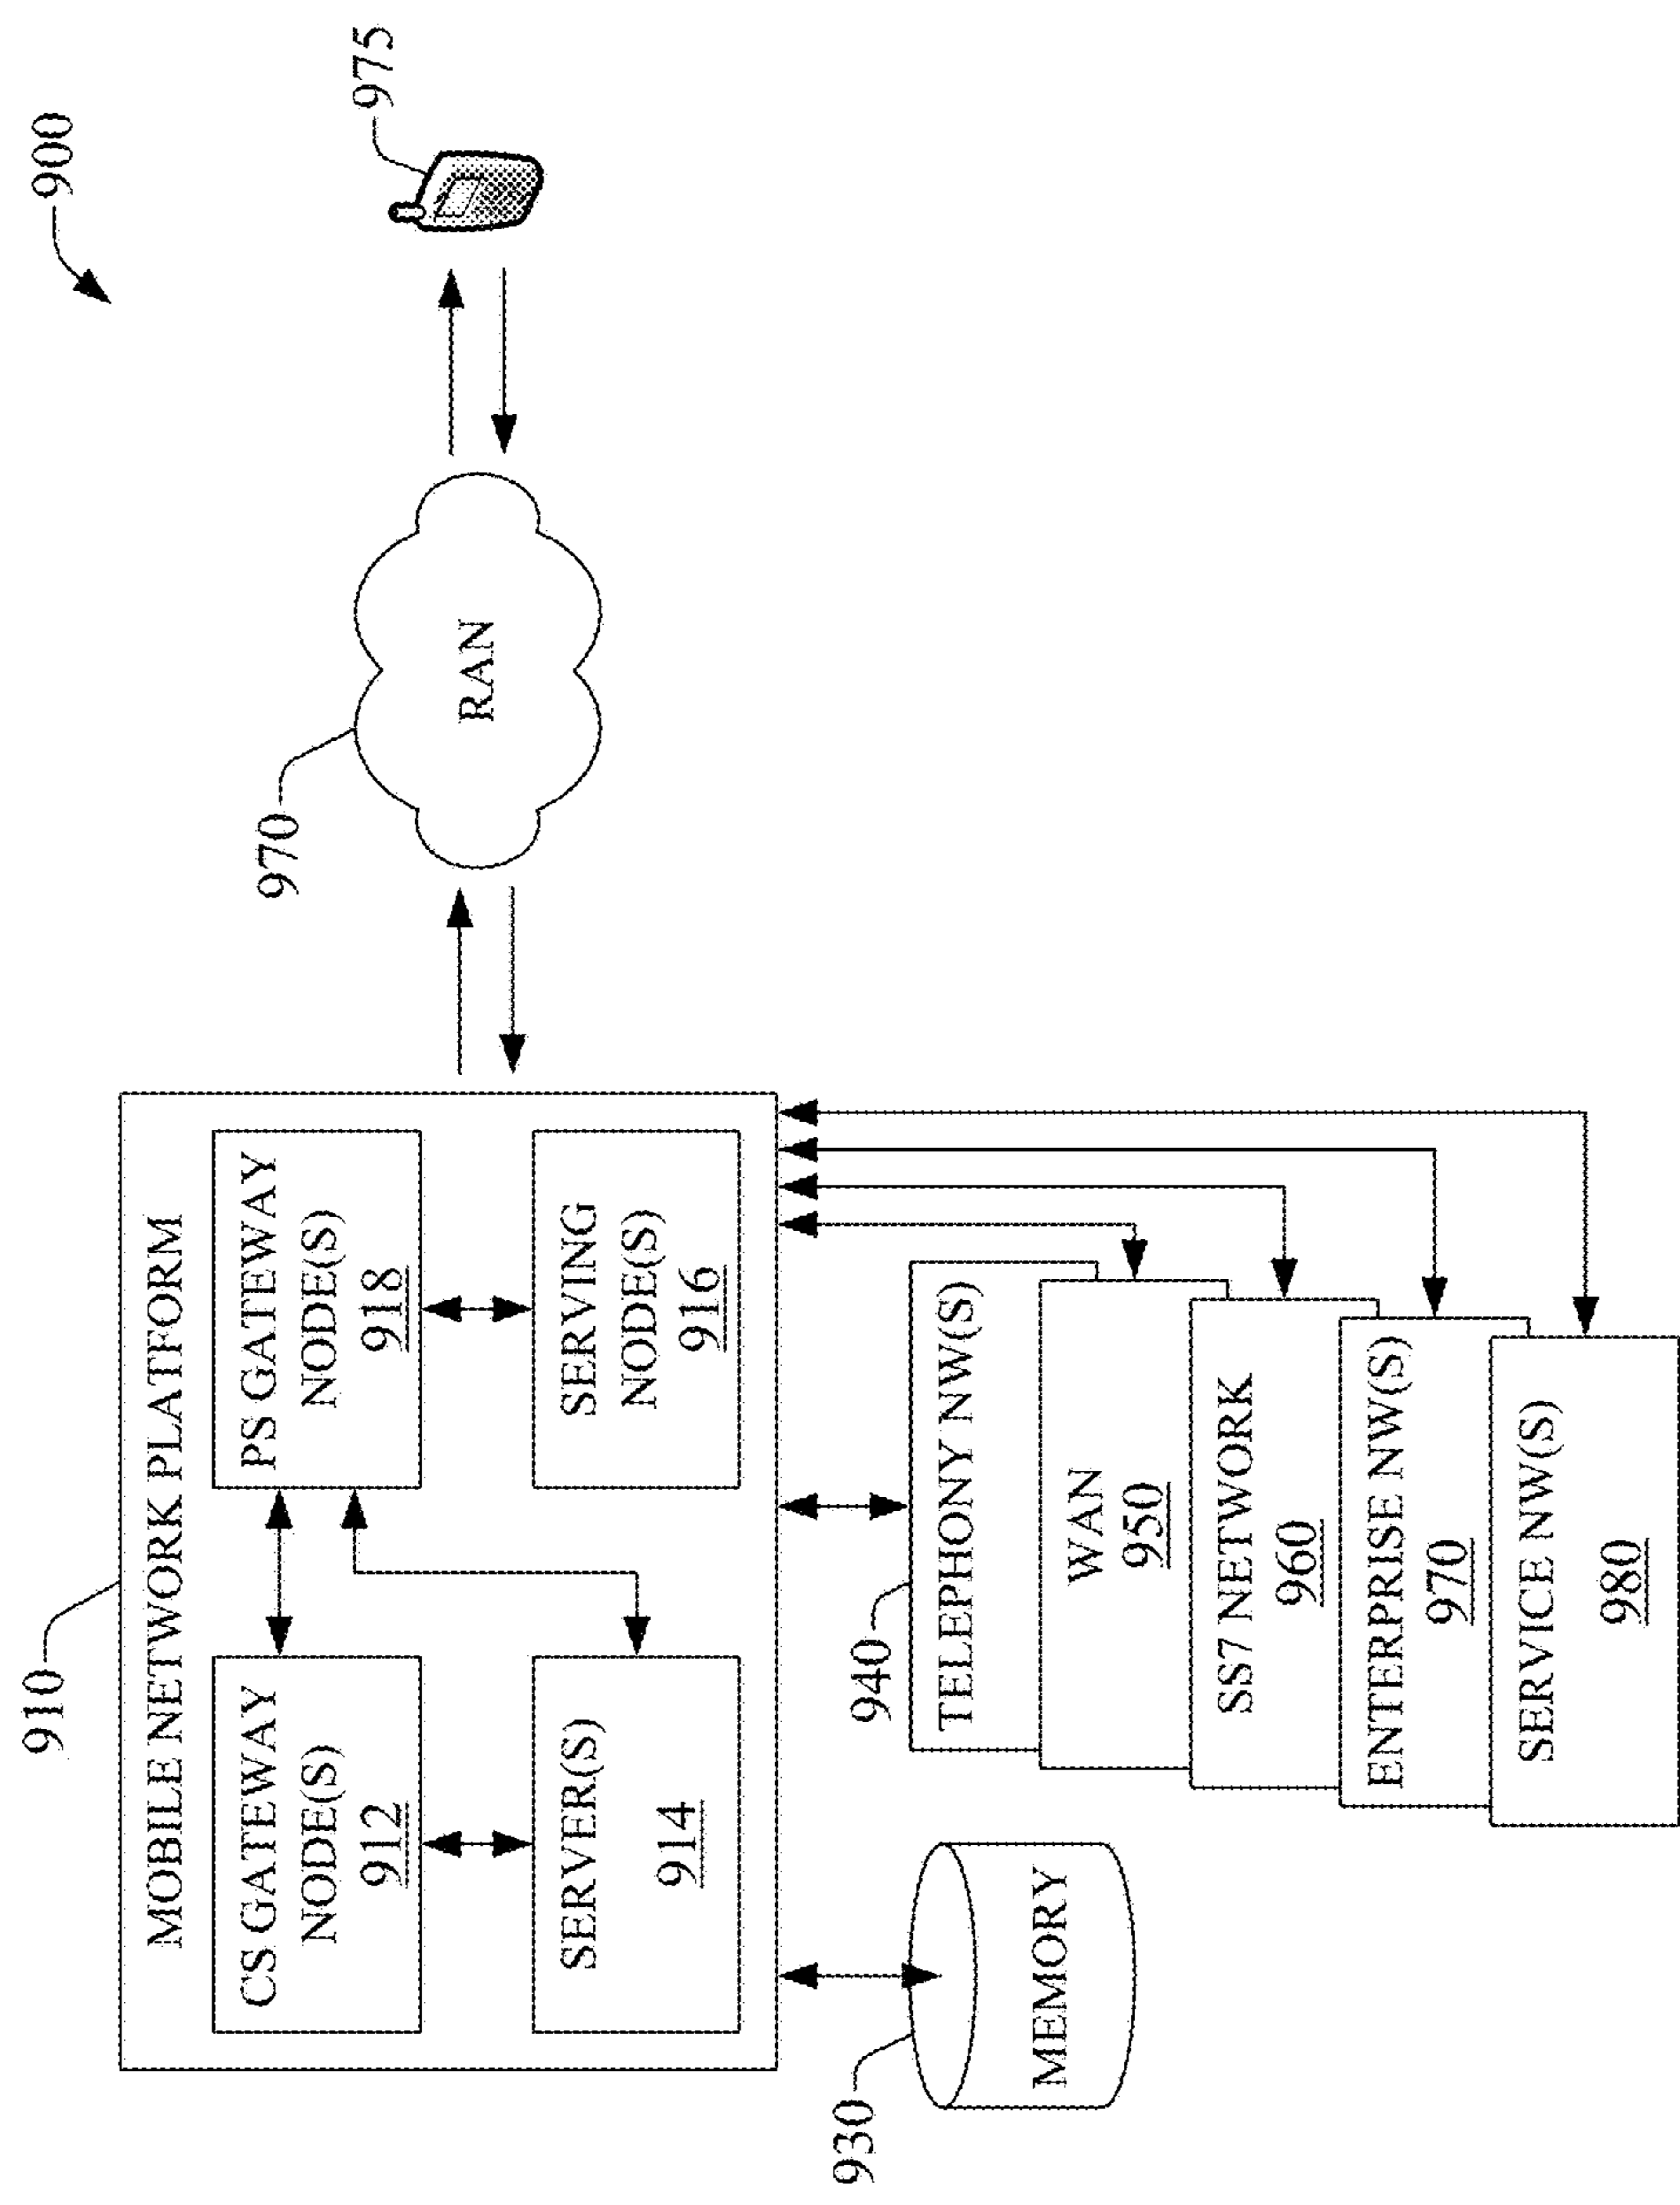 900
910
MOBILE NETWORK PLATFORM
CS GATEWAY
NODE(S)
912
PS GATEWAY
NODE(S)
918
SERVER(S)
914
SERVING
NODE(S)
916
970
RAN
975
930
MEMORY
940
TELEPHONY NW(S)
WAN
950
SS7 NETWORK
960
ENTERPRISE NW(S)
970
SERVICE NW(S)
980